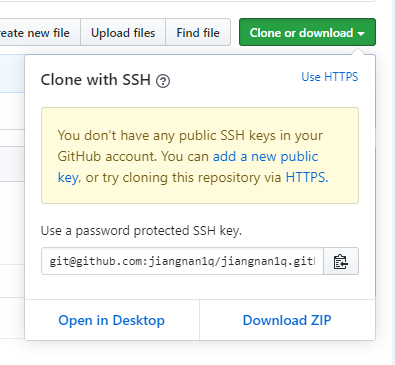 eate new file Upload files Find file Clone or download
Clone with SSH Use HTTPS
You don't have any public SSH keys in your
GitHub account. You can add a new public
key, or try cloning this repository via HTTPS.
Use a password protected SSH key.
git@github.com:jiangnan1q/jiangnan1q.git
Open in Desktop Download ZIP